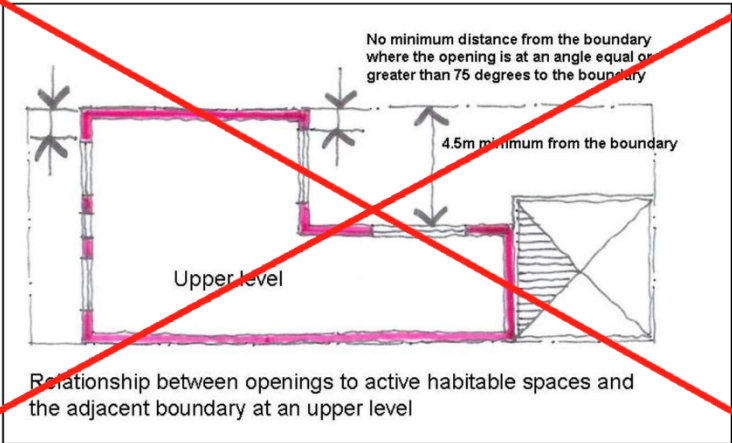 No minimum distance from the boundary
where the opening is at an angle equal or
greater than 75 degrees to the boundary
4.5m minimum from the boundary
Upper level
Relationship between openings to active habitable spaces and
the adjacent boundary at an upper level